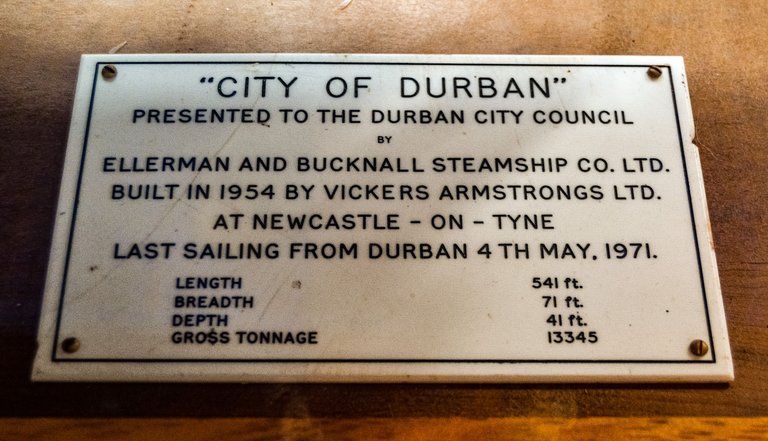 “CITY OF DURBAN”
PRESENTED TO THE DURBAN CITY COUNCIL
BY
ELLERMAN AND BUCKNALL STEAMSHIP CO. LTD.
BUILT IN 1954 BY VICKERS ARMSTRONGS LTD.
AT NEWCASTLE – ON – TYNE
LAST SAILING FROM DURBAN 4 TH MAY, 1971.
LENGTH 541 ft.
BREADTH 71 ft.
DEPTH 41 ft.
GROSS TONNAGE 13345